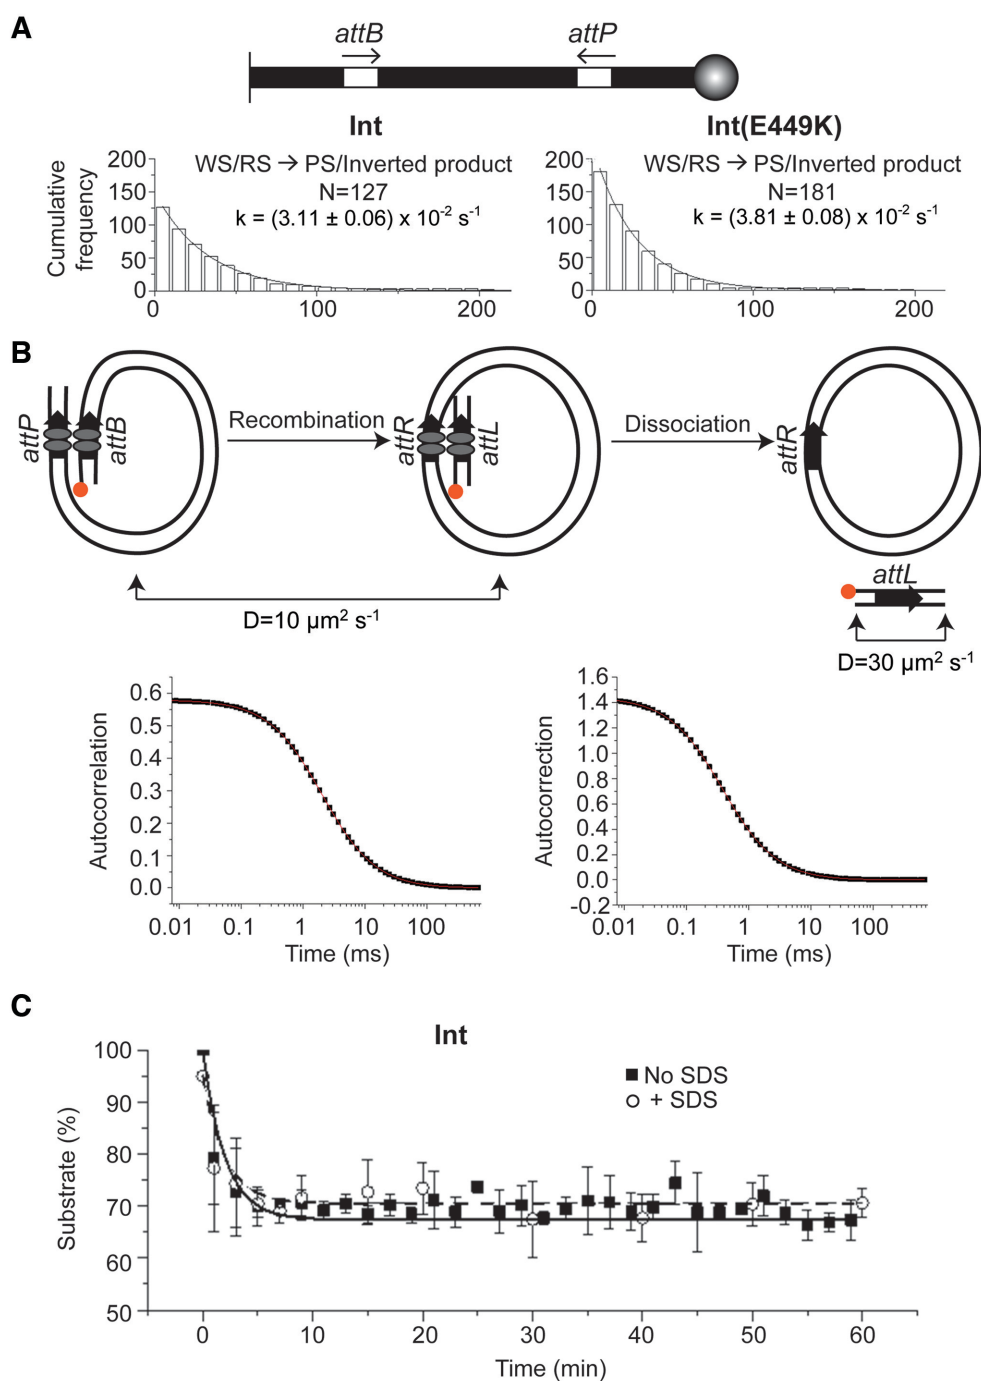 A
attB attP
Int Int(E449K)
WS/RS → PS/Inverted product
N=127
k = (3.11 ± 0.06) x 10⁻² s⁻¹
Cumulative frequency
200
150
100
50
0
0 100 200
WS/RS → PS/Inverted product
N=181
k = (3.81 ± 0.08) x 10⁻² s⁻¹
200
150
100
50
0
0 100 200
B
attP attB
Recombination
attR attL
Dissociation
attR
attL
D=10 μm² s⁻¹
D=30 μm² s⁻¹
Autocorrelation
0.6
0.5
0.4
0.3
0.2
0.1
0.0
0.01 0.1 1 10 100
Time (ms)
Autocorrection
1.6
1.4
1.2
1.0
0.8
0.6
0.4
0.2
0.0
-0.2
0.01 0.1 1 10 100
Time (ms)
C
Int
No SDS
+ SDS
Substrate (%)
100
90
80
70
60
50
0 10 20 30 40 50 60
Time (min)